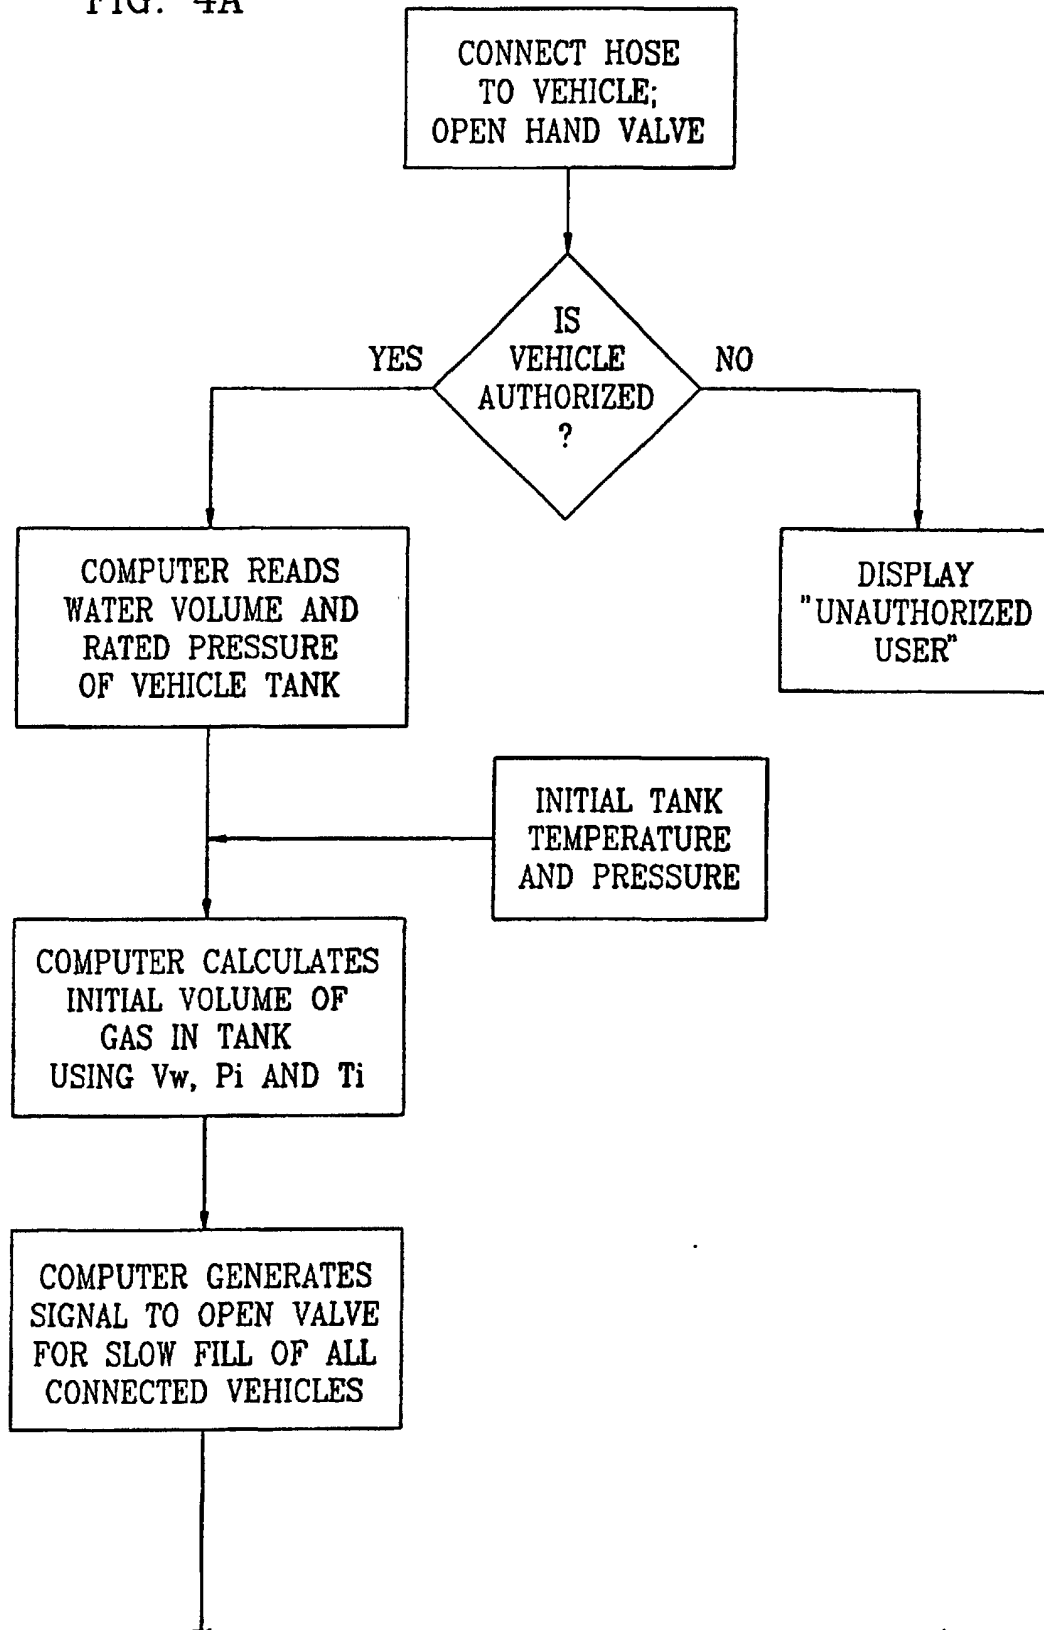 FIG. 4A
CONNECT HOSE
TO VEHICLE;
OPEN HAND VALVE
IS
VEHICLE
AUTHORIZED
?
YES
NO
COMPUTER READS
WATER VOLUME AND
RATED PRESSURE
OF VEHICLE TANK
DISPLAY
"UNAUTHORIZED
USER"
INITIAL TANK
TEMPERATURE
AND PRESSURE
COMPUTER CALCULATES
INITIAL VOLUME OF
GAS IN TANK
USING Vw, Pi AND Ti
COMPUTER GENERATES
SIGNAL TO OPEN VALVE
FOR SLOW FILL OF ALL
CONNECTED VEHICLES